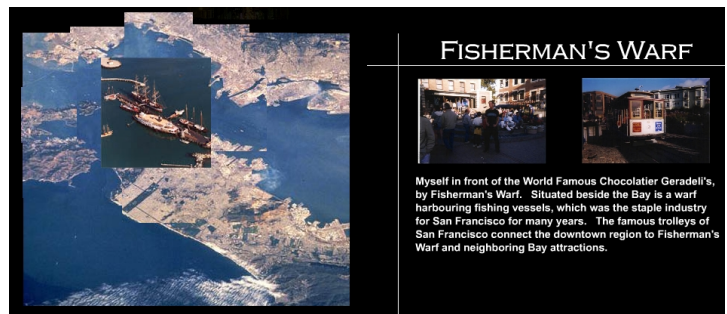 FISHERMAN'S WARF
Myself in front of the World Famous Chocolatier Geradeli's,
by Fisherman's Warf. Situated beside the Bay is a warf
harbouring fishing vessels, which was the staple industry
for San Francisco for many years. The famous trolleys of
San Francisco connect the downtown region to Fisherman's
Warf and neighboring Bay attractions.